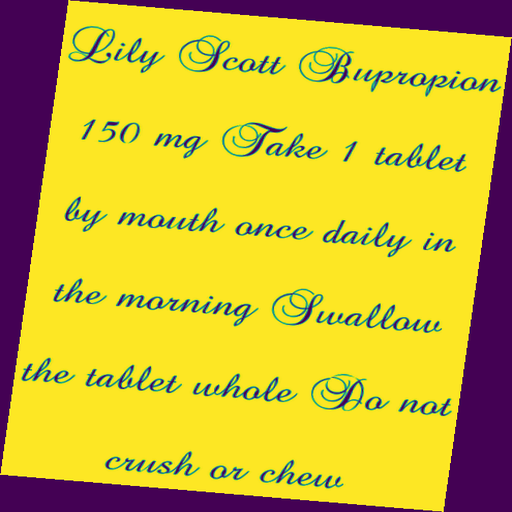 Lily Scott Bupropion
150 mg Take 1 tablet
by mouth once daily in
the morning Swallow
the tablet whole Do not
crush or chew